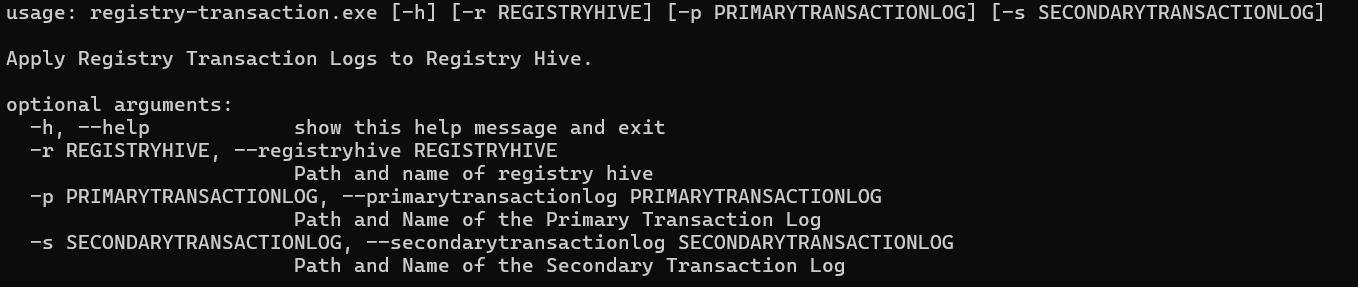 usage: registry-transaction.exe [-h] [-r REGISTRYHIVE] [-p PRIMARYTRANSACTIONLOG] [-s SECONDARYTRANSACTIONLOG]
Apply Registry Transaction Logs to Registry Hive.
optional arguments:
-h, --help            show this help message and exit
-r REGISTRYHIVE, --registryhive REGISTRYHIVE
Path and name of registry hive
-p PRIMARYTRANSACTIONLOG, --primarytransactionlog PRIMARYTRANSACTIONLOG
Path and Name of the Primary Transaction Log
-s SECONDARYTRANSACTIONLOG, --secondarytransactionlog SECONDARYTRANSACTIONLOG
Path and Name of the Secondary Transaction Log